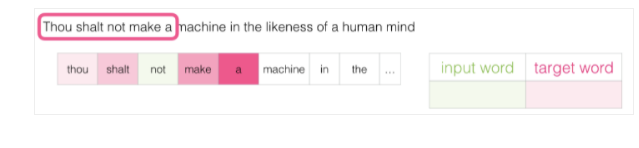 Thou shalt not make a machine in the likeness of a human mind
thou shalt not make a machine in the ...
input word target word